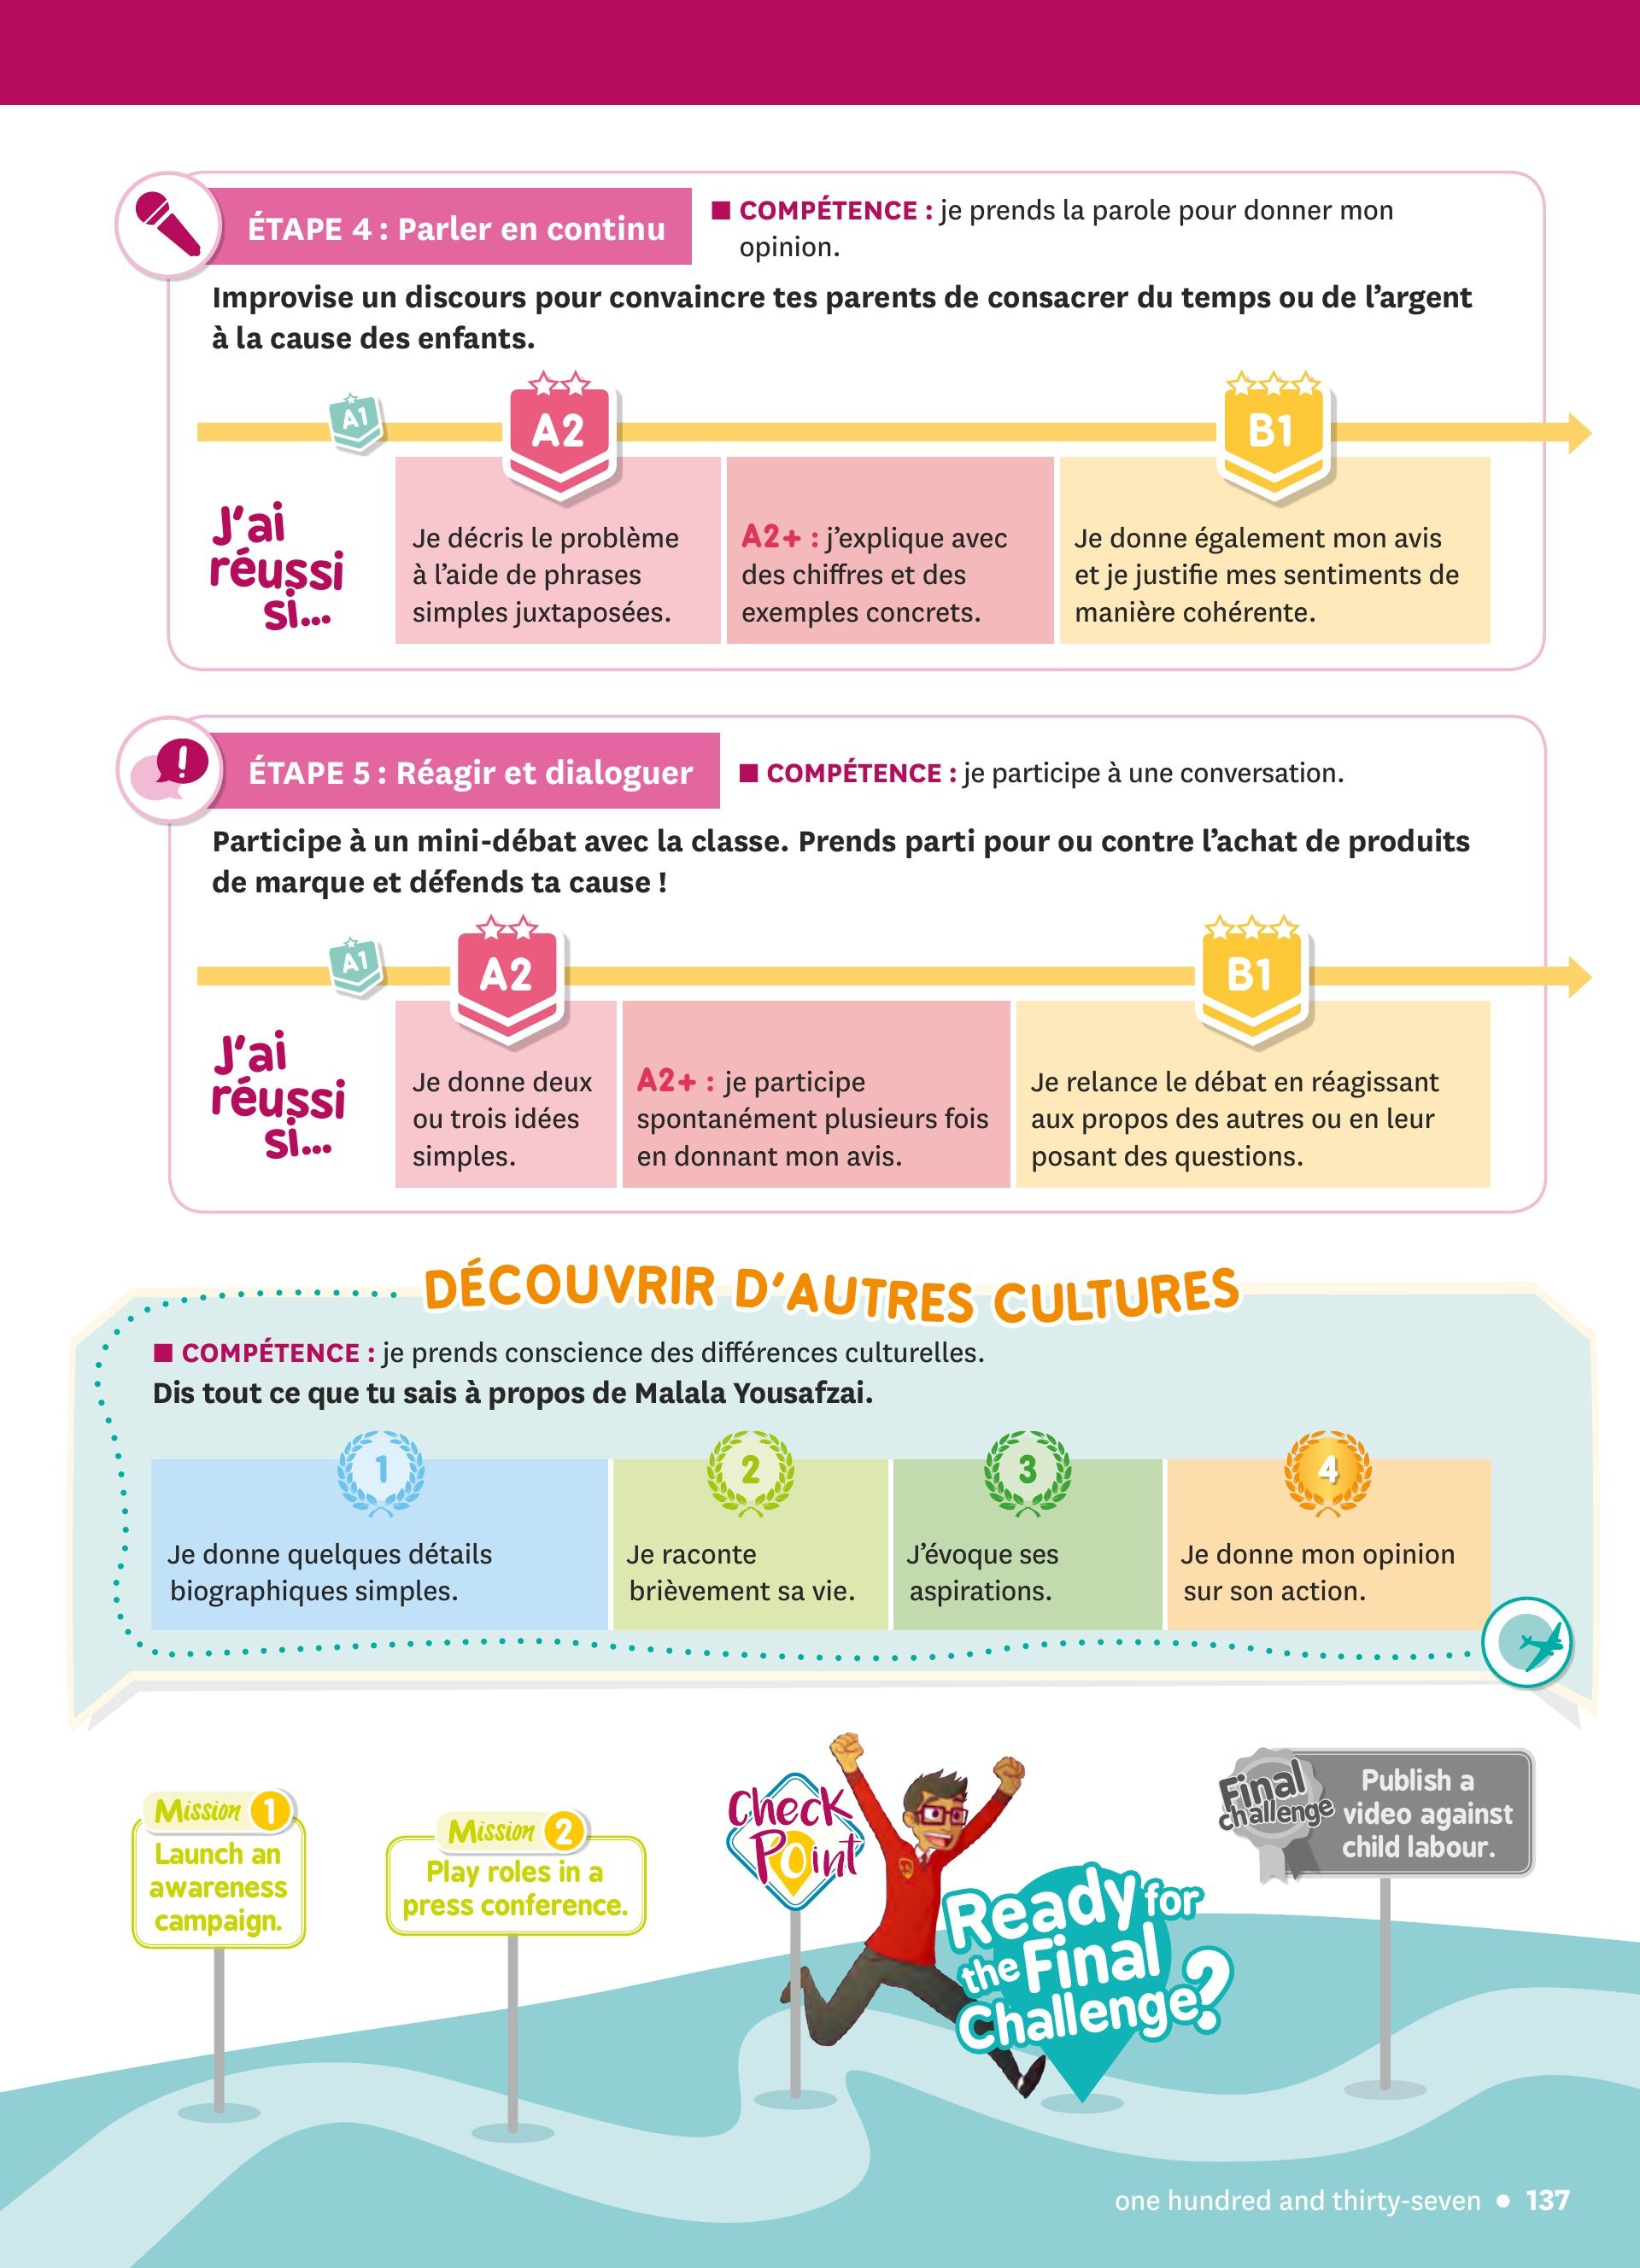 ÉTAPE 4 : Parler en continu
■ COMPÉTENCE : je prends la parole pour donner mon
opinion.
Improvise un discours pour convaincre tes parents de consacrer du temps ou de l'argent
à la cause des enfants.
A1
A2
B1
J'ai
réussi
si...
Je décris le problème
à l'aide de phrases
simples juxtaposées.
A2+ : j'explique avec
des chiffres et des
exemples concrets.
Je donne également mon avis
et je justifie mes sentiments de
manière cohérente.
ÉTAPE 5 : Réagir et dialoguer
■ COMPÉTENCE : je participe à une conversation.
Participe à un mini-débat avec la classe. Prends parti pour ou contre l'achat de produits
de marque et défends ta cause !
A1
A2
B1
J'ai
réussi
si...
Je donne deux
ou trois idées
simples.
A2+ : je participe
spontanément plusieurs fois
en donnant mon avis.
Je relance le débat en réagissant
aux propos des autres ou en leur
posant des questions.
DÉCOUVRIR D'AUTRES CULTURES
■ COMPÉTENCE : je prends conscience des différences culturelles.
Dis tout ce que tu sais à propos de Malala Yousafzai.
1
Je donne quelques détails
biographiques simples.
2
Je raconte
brièvement sa vie.
3
J'évoque ses
aspirations.
4
Je donne mon opinion
sur son action.
Mission 1
Launch an
awareness
campaign.
Mission 2
Play roles in a
press conference.
Check
Point
Ready for
the Final
Challenge?
Final
challenge
Publish a
video against
child labour.
one hundred and thirty-seven • 137